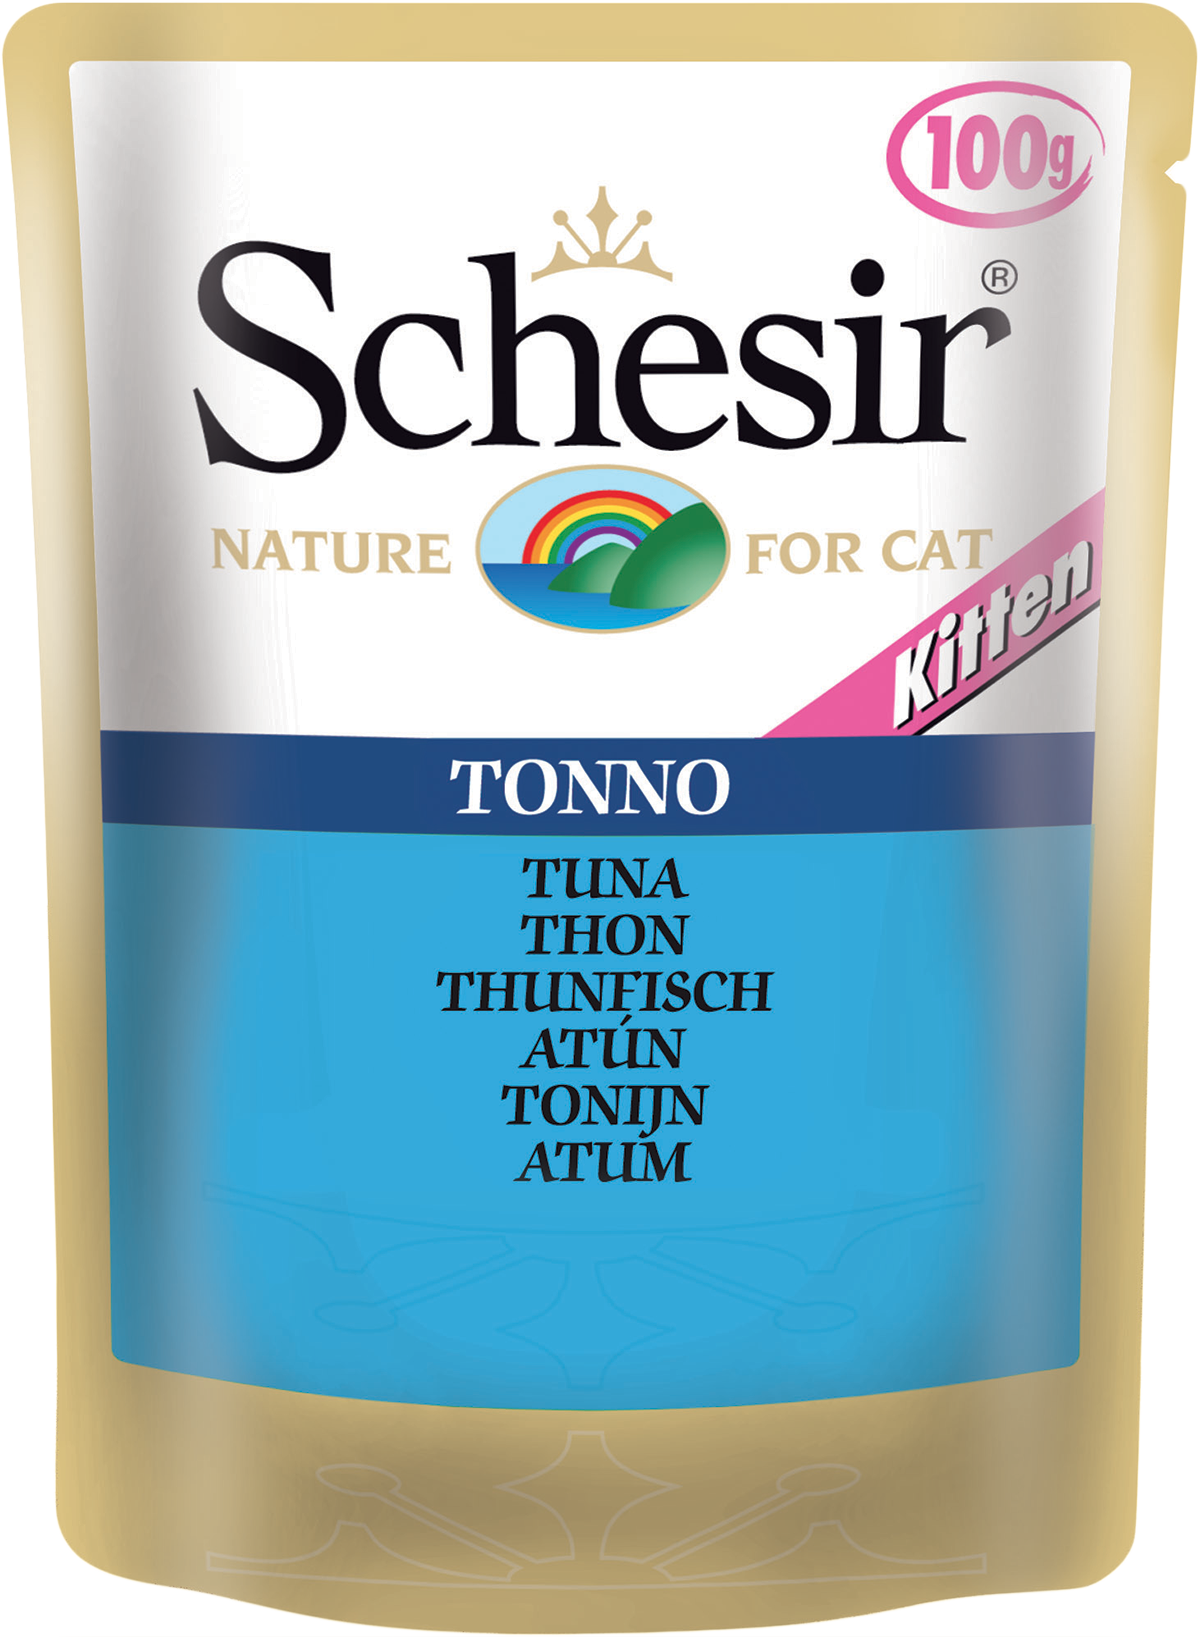 100g
Schesir®
NATURE FOR CAT
Kitten
TONNO
TUNA
THON
THUNFISCH
ATÚN
TONIJN
ATUM